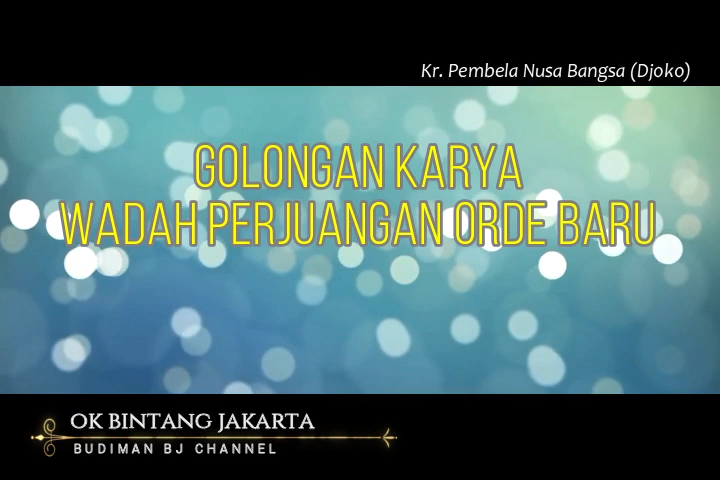 Kr. Pembela Nusa Bangsa (Djoko)
GOLONGAN KARYA
WADAH PERJUANGAN ORDE BARU
OK BINTANG JAKARTA
BUDIMAN BJ CHANNEL